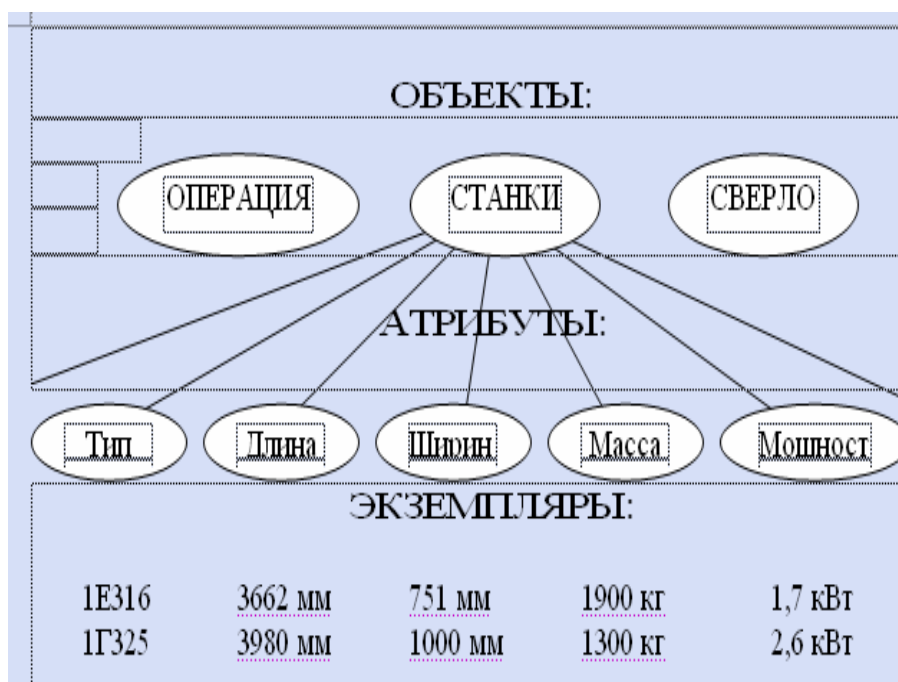 ОБЪЕКТЫ:
ОПЕРАЦИЯ СТАНКИ СВЕРЛО
АТРИБУТЫ:
Тип Длина Ширин Масса Мошност
ЭКЗЕМПЛЯРЫ:
1Е316 3662 мм 751 мм 1900 кг 1,7 кВт
1Г325 3980 мм 1000 мм 1300 кг 2,6 кВт